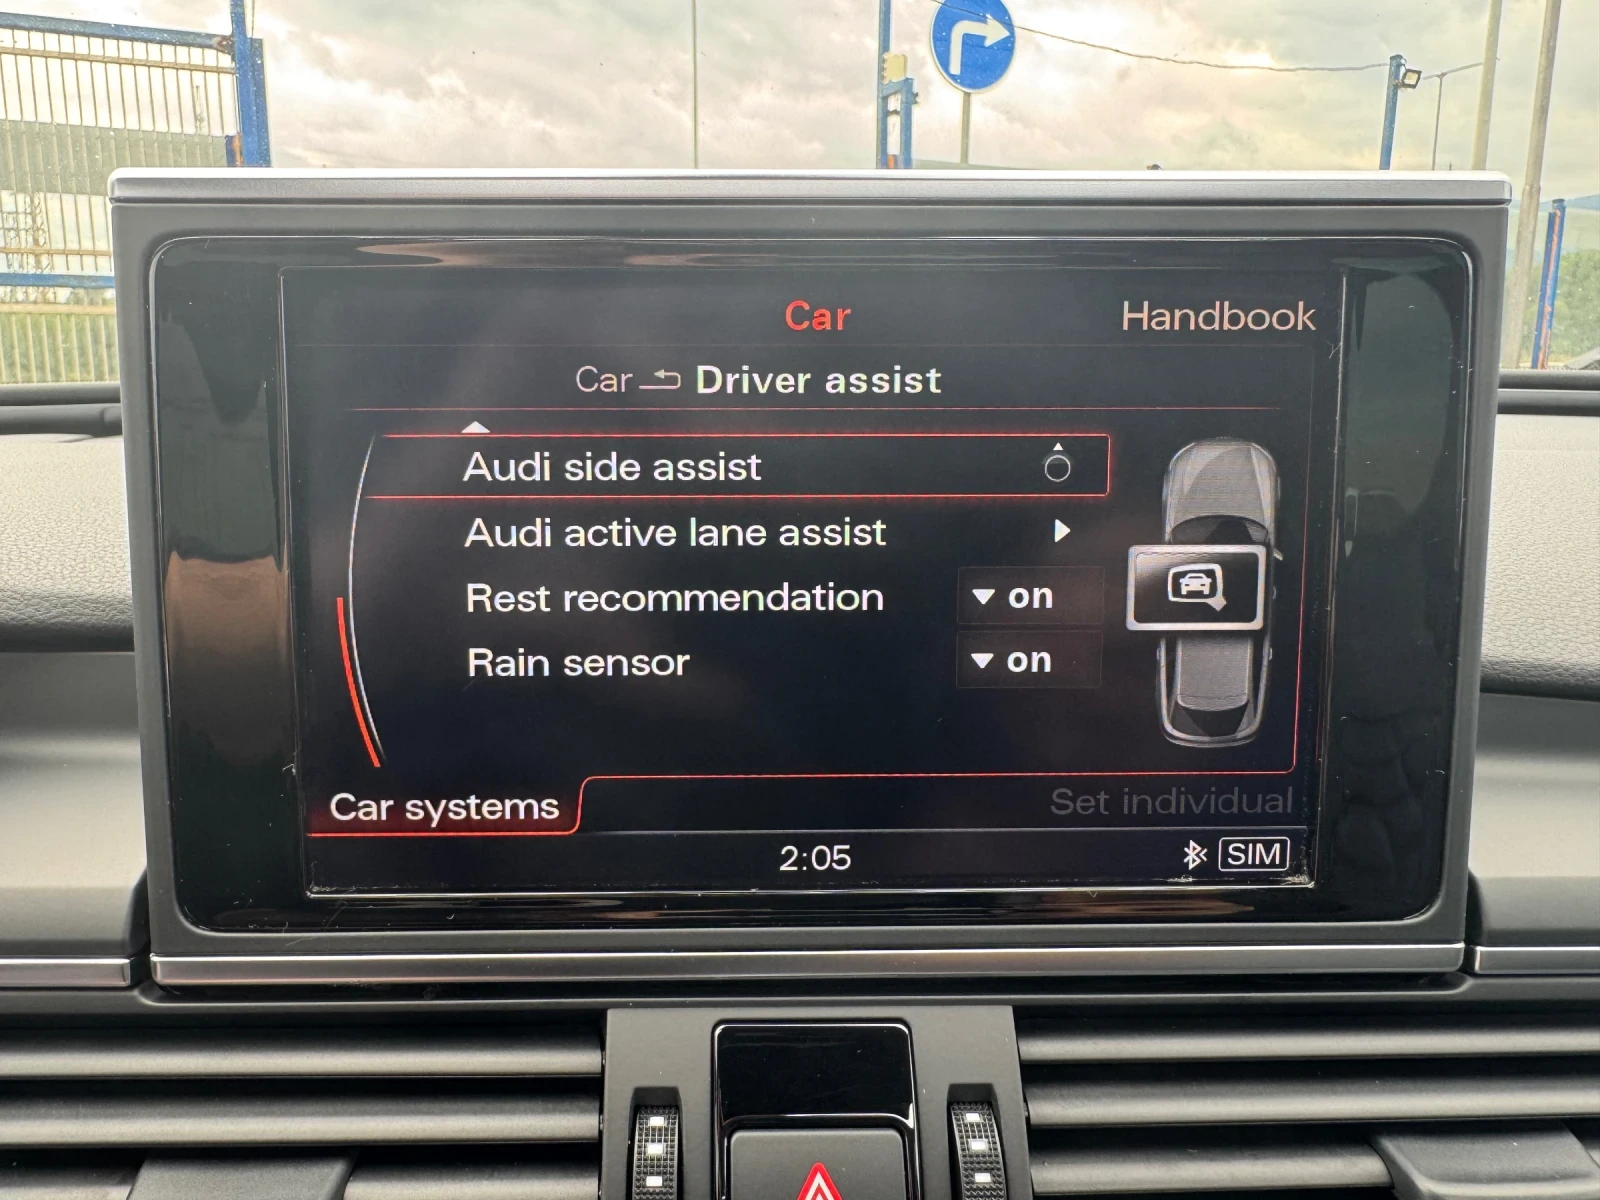 Car
Handbook
Car Driver assist
Audi side assist
Audi active lane assist
Rest recommendation on
Rain sensor on
Car systems
Set individual
2:05
SIM